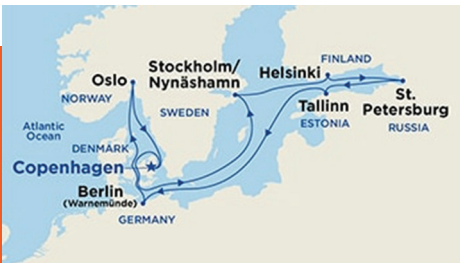 Stockholm/
Nynäshamn
Helsinki
FINLAND
Oslo
NORWAY
SWEDEN
Tallinn
ESTONIA
St.
Petersburg
RUSSIA
Atlantic
Ocean
DENMARK
Copenhagen
Berlin
(Warnemünde)
GERMANY